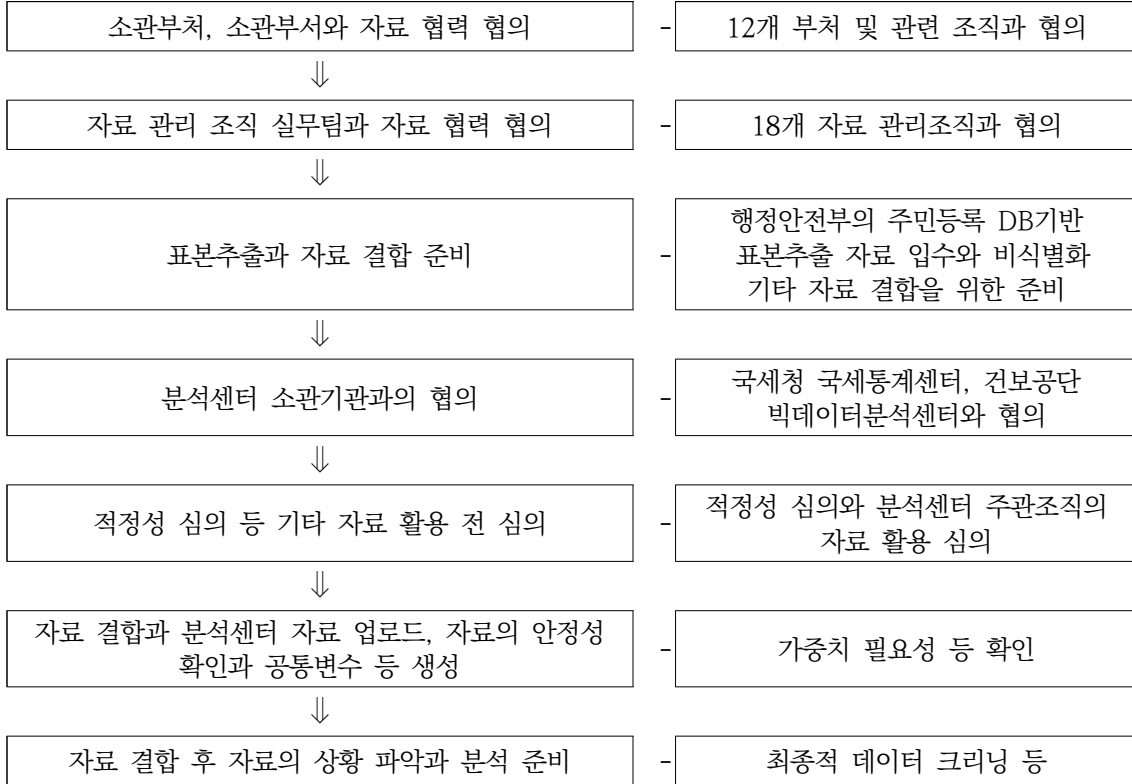 소관부처, 소관부서와 자료 협력 협의
-
12개 부처 및 관련 조직과 협의
⇓
자료 관리 조직 실무팀과 자료 협력 협의
-
18개 자료 관리조직과 협의
⇓
표본추출과 자료 결합 준비
-
행정안전부의 주민등록 DB기반
표본추출 자료 입수와 비식별화
기타 자료 결합을 위한 준비
⇓
분석센터 소관기관과의 협의
-
국세청 국세통계센터, 건보공단
빅데이터분석센터와 협의
⇓
적정성 심의 등 기타 자료 활용 전 심의
-
적정성 심의와 분석센터 주관조직의
자료 활용 심의
⇓
자료 결합과 분석센터 자료 업로드, 자료의 안정성
확인과 공통변수 등 생성
-
가중치 필요성 등 확인
⇓
자료 결합 후 자료의 상황 파악과 분석 준비
-
최종적 데이터 크리닝 등